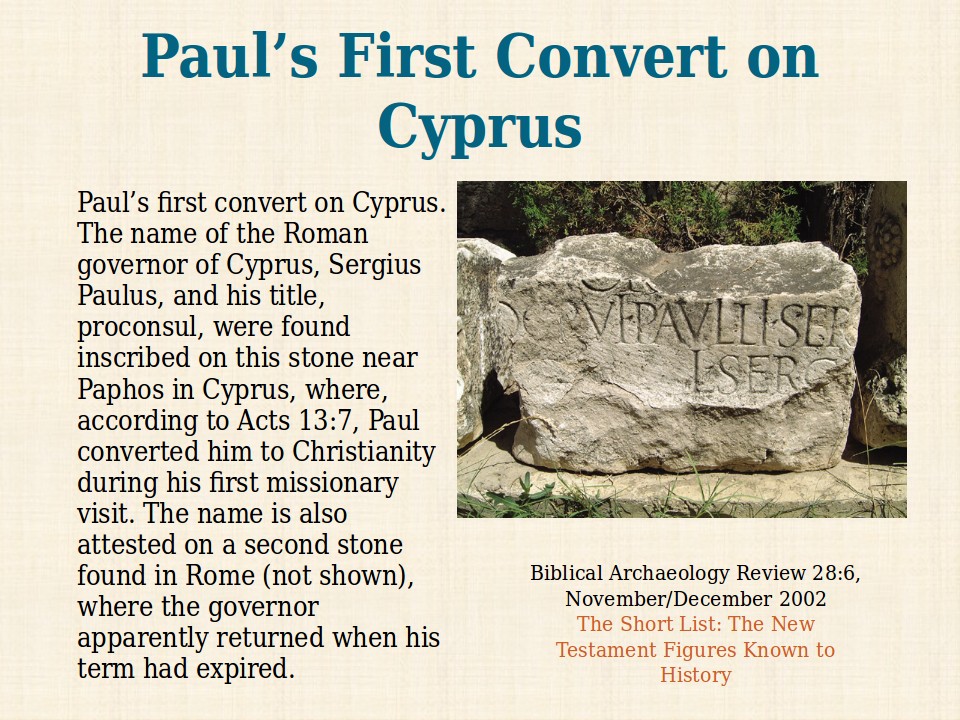 Paul’s First Convert on
Cyprus
Paul’s first convert on Cyprus.
The name of the Roman
governor of Cyprus, Sergius
Paulus, and his title,
proconsul, were found
inscribed on this stone near
Paphos in Cyprus, where,
according to Acts 13:7, Paul
converted him to Christianity
during his first missionary
visit. The name is also
attested on a second stone
found in Rome (not shown),
where the governor
apparently returned when his
term had expired.
PAVLLI·SER
L·SERG
Biblical Archaeology Review 28:6,
November/December 2002
The Short List: The New
Testament Figures Known to
History